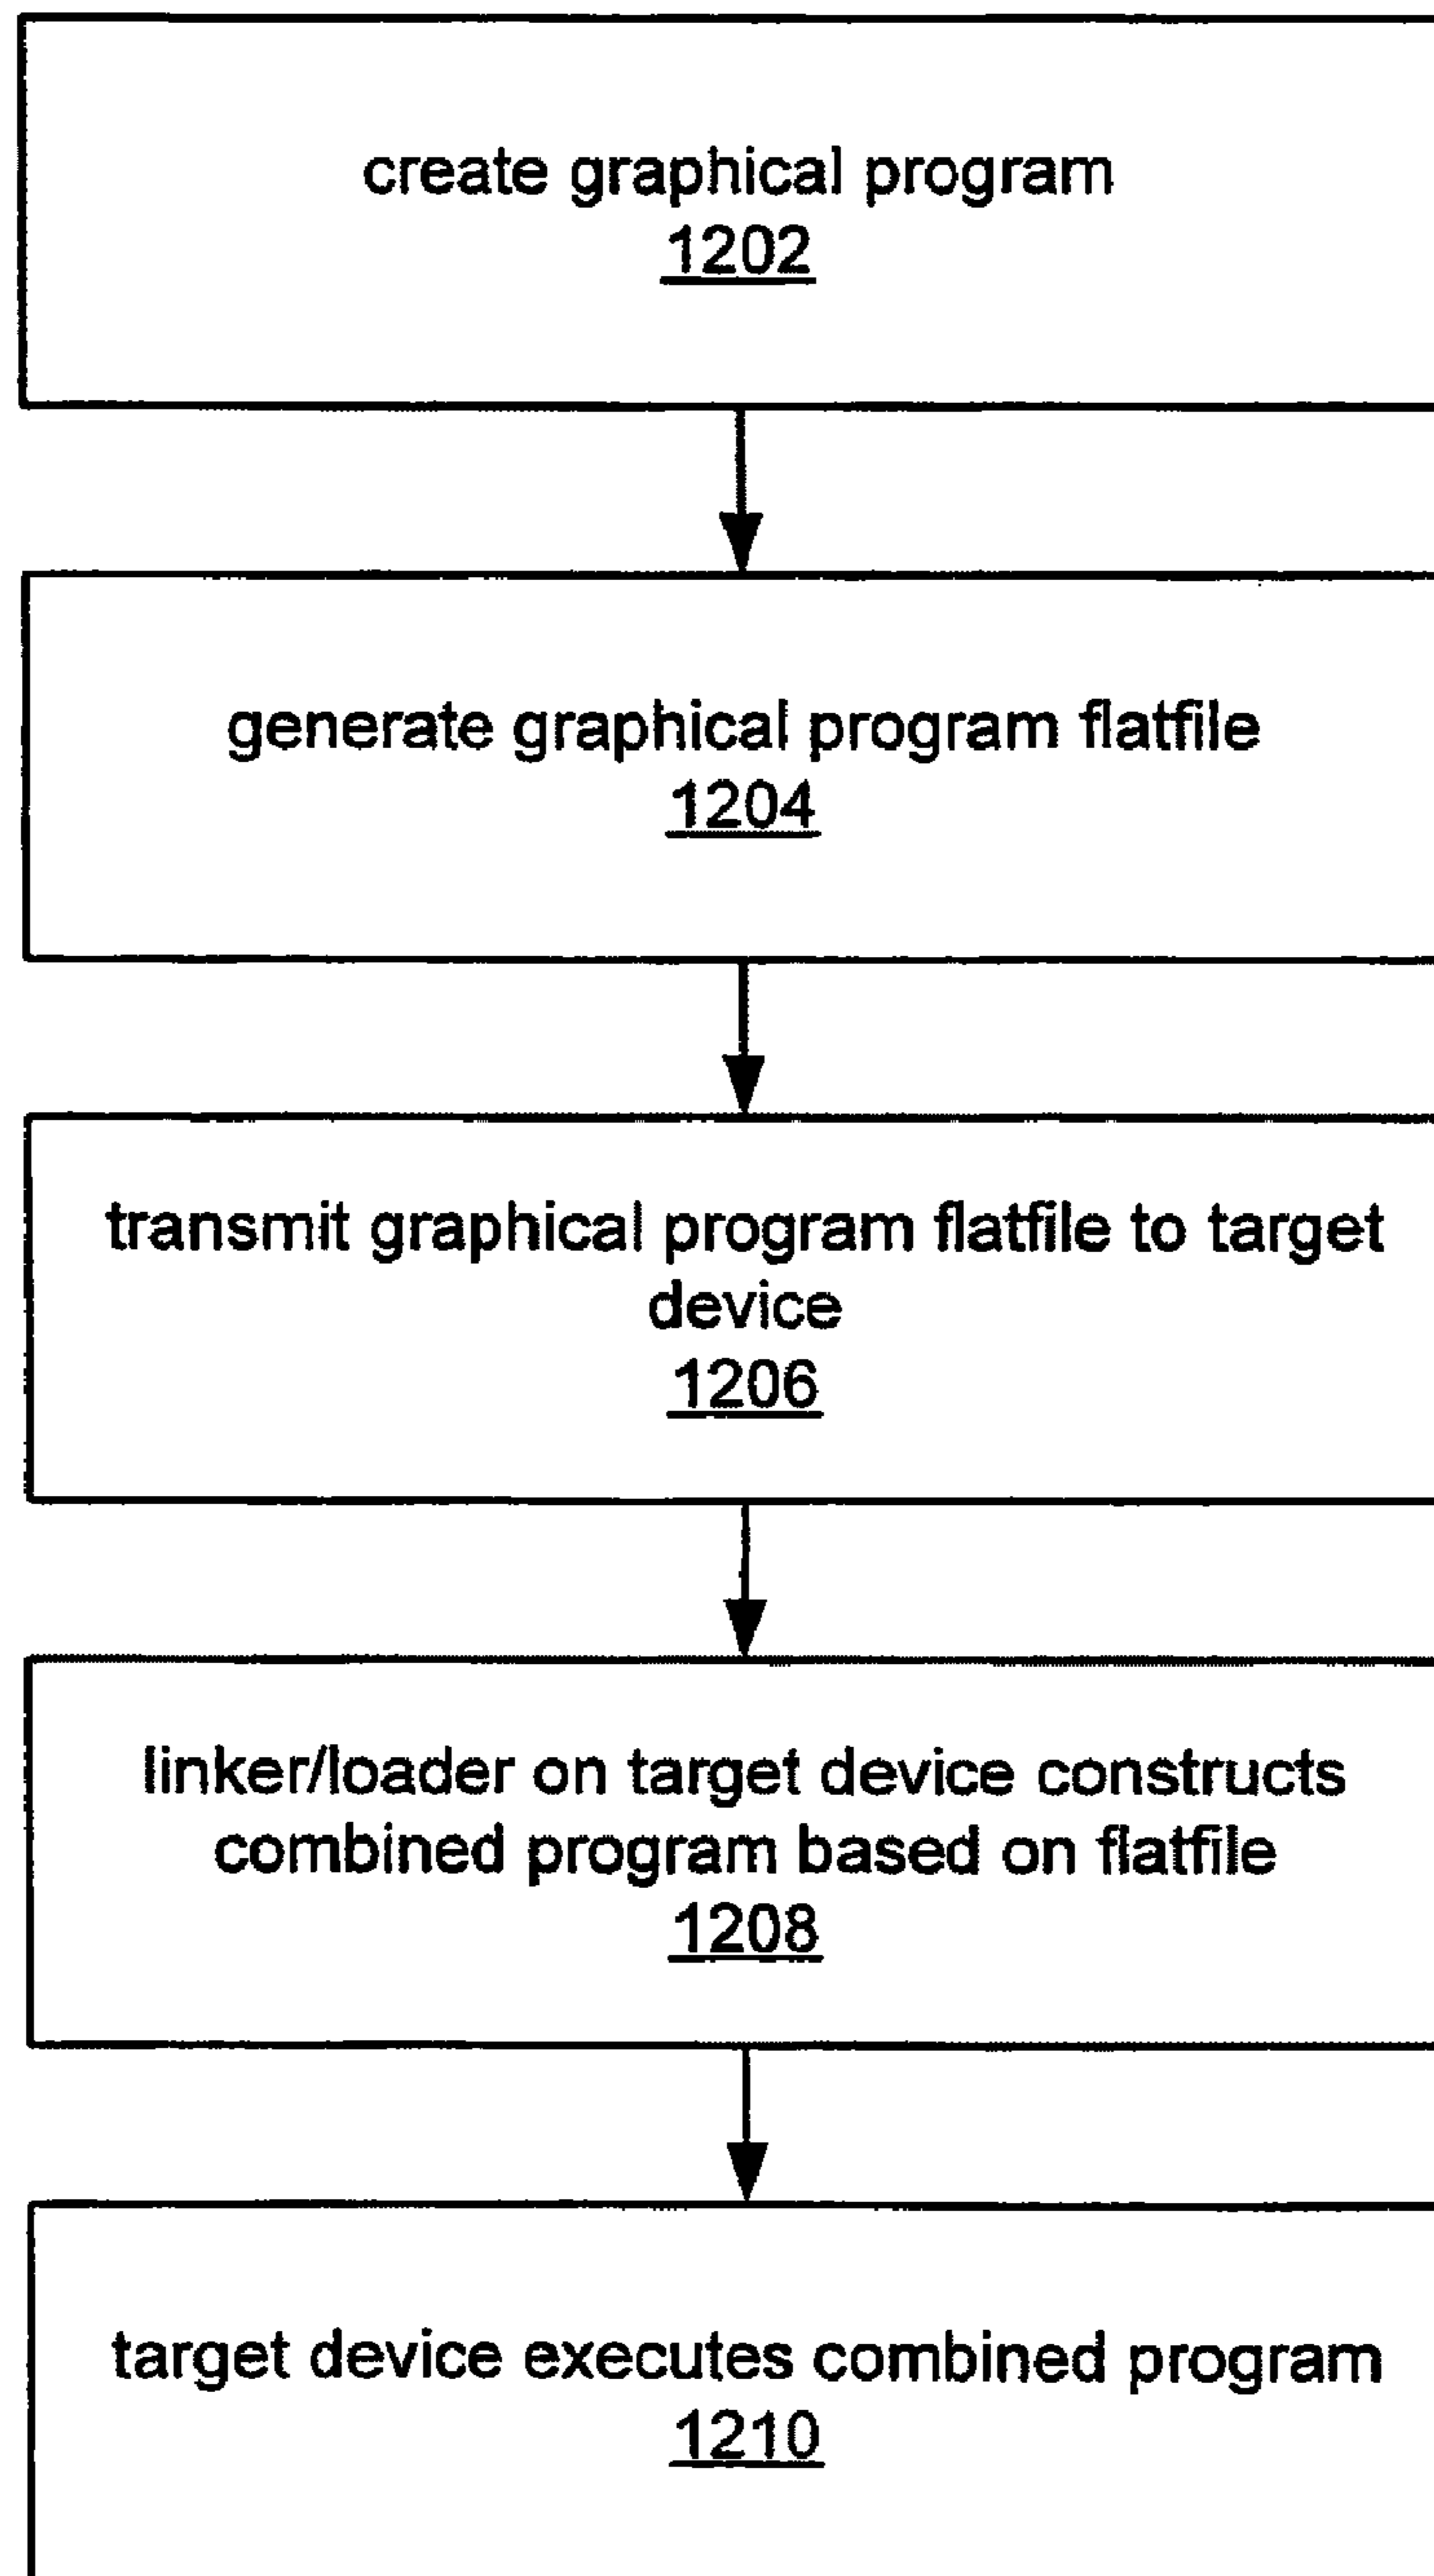 create graphical program
1202
generate graphical program flatfile
1204
transmit graphical program flatfile to target
device
1206
linker/loader on target device constructs
combined program based on flatfile
1208
target device executes combined program
1210